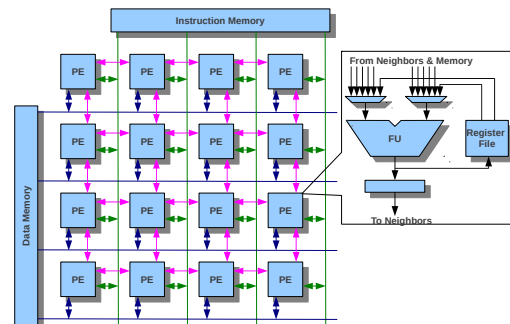 Instruction Memory
From Neighbors & Memory
PE PE PE PE
FU
Register
File
PE PE PE PE
To Neighbors
PE PE PE PE
PE PE PE PE
Data Memory